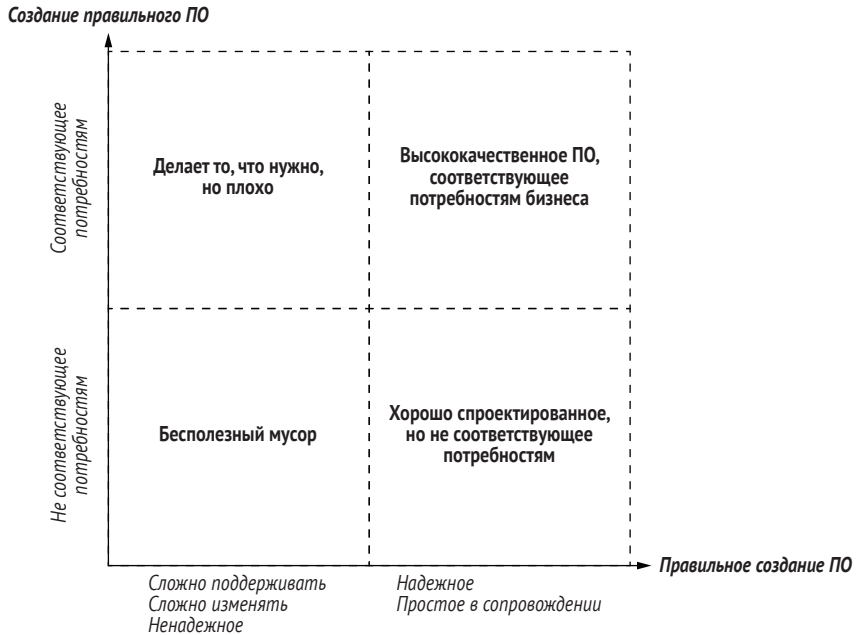 Создание правильного ПО
Соответствующее
потребностям
Делает то, что нужно,
но плохо
Высококачественное ПО,
соответствующее
потребностям бизнеса
Не соответствующее
потребностям
Бесполезный мусор
Хорошо спроектированное,
но не соответствующее
потребностям
Правильное создание ПО
Сложно поддерживать
Сложно изменять
Ненадежное
Надежное
Простое в сопровождении